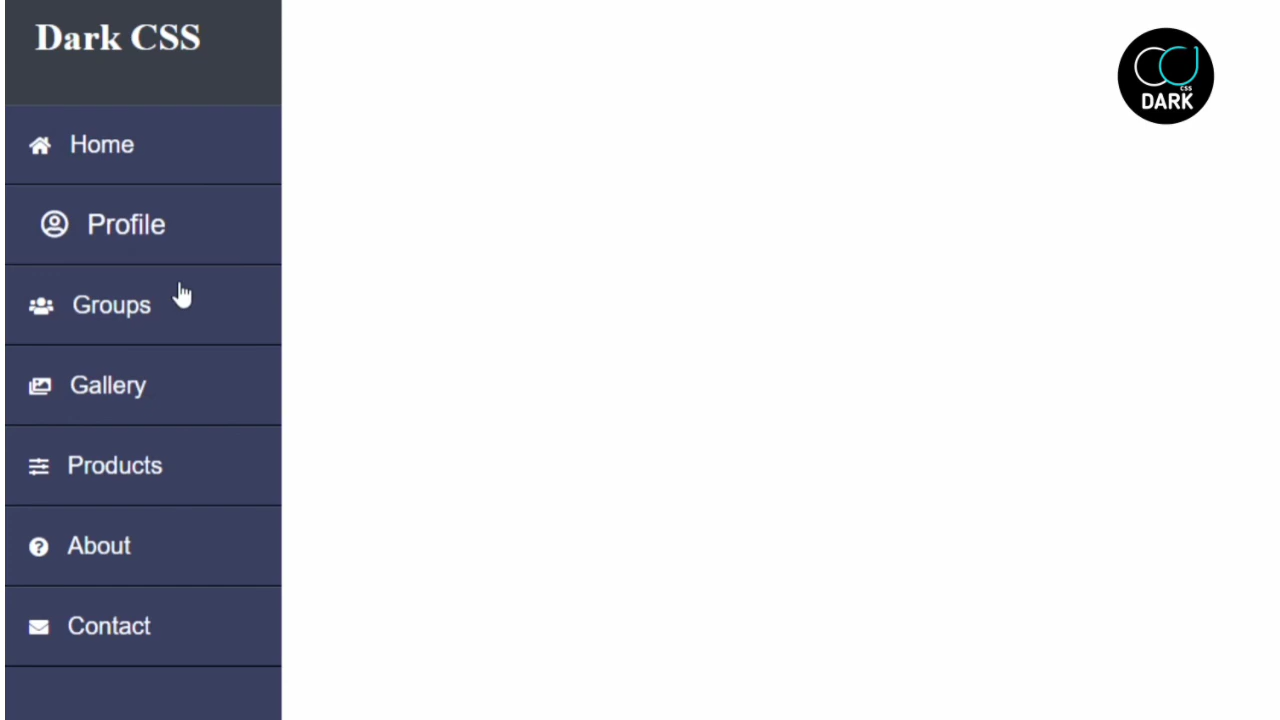 Dark CSS
Home
Profile
Groups
Gallery
Products
About
Contact
CSS
DARK